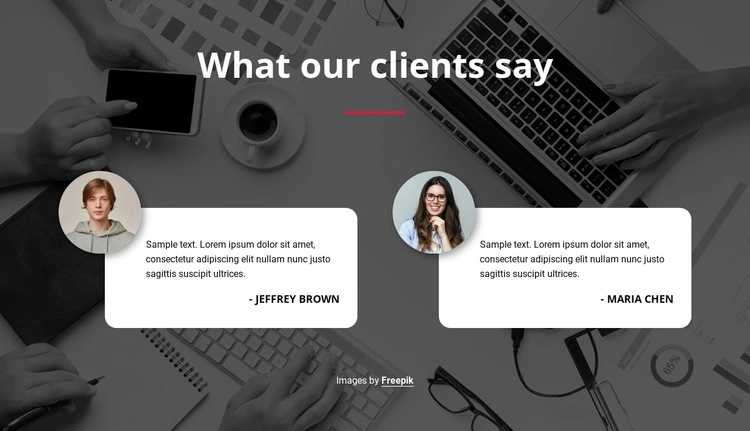 What our clients say
Sample text. Lorem ipsum dolor sit amet,
consectetur adipiscing elit nullam nunc justo
sagittis suscipit ultrices.
- JEFFREY BROWN
Sample text. Lorem ipsum dolor sit amet,
consectetur adipiscing elit nullam nunc justo
sagittis suscipit ultrices.
- MARIA CHEN
65%
Images by Freepik